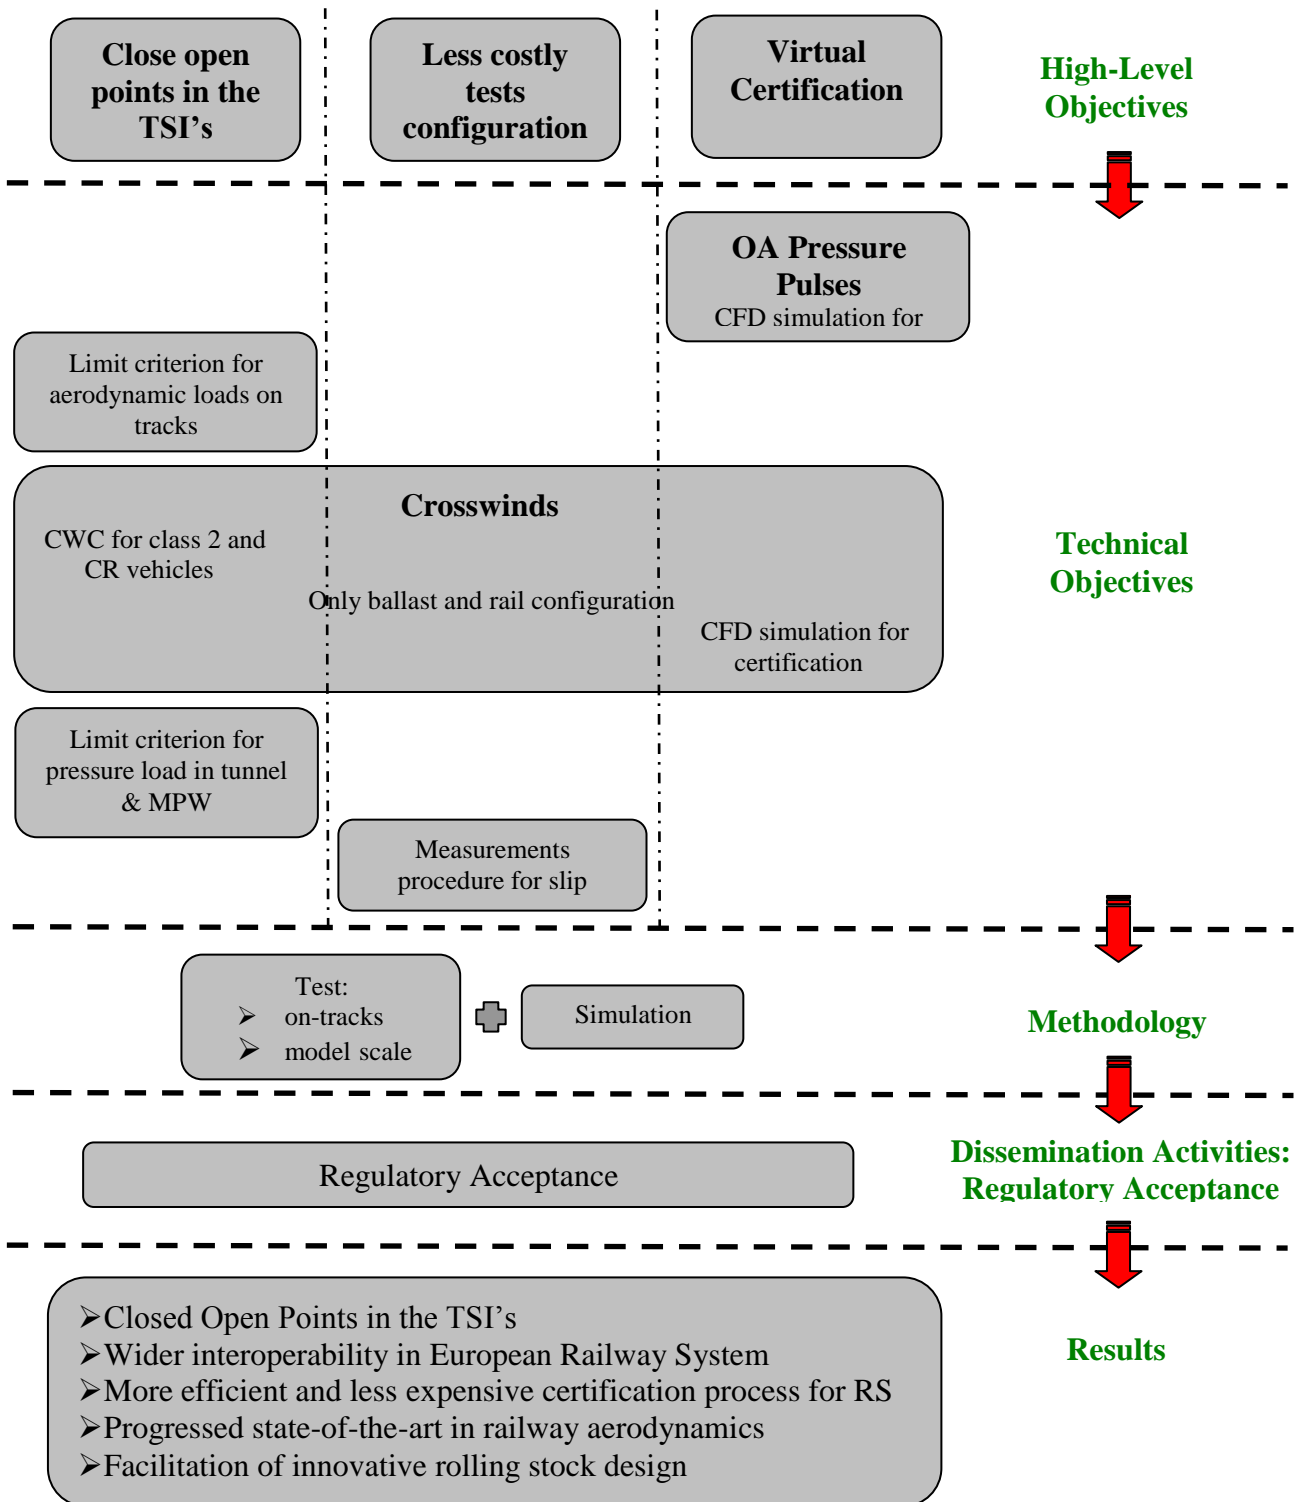 Close open
points in the
TSI's
Less costly
tests
configuration
Virtual
Certification
High-Level
Objectives
OA Pressure
Pulses
CFD simulation for
Limit criterion for
aerodynamic loads on
tracks
Crosswinds
CWC for class 2 and
CR vehicles
Only ballast and rail configuration
CFD simulation for
certification
Technical
Objectives
Limit criterion for
pressure load in tunnel
& MPW
Measurements
procedure for slip
Test:
➢ on-tracks
➢ model scale
Simulation
Methodology
Regulatory Acceptance
Dissemination Activities:
Regulatory Acceptance
➢Closed Open Points in the TSI's
➢Wider interoperability in European Railway System
➢More efficient and less expensive certification process for RS
➢Progressed state-of-the-art in railway aerodynamics
➢Facilitation of innovative rolling stock design
Results